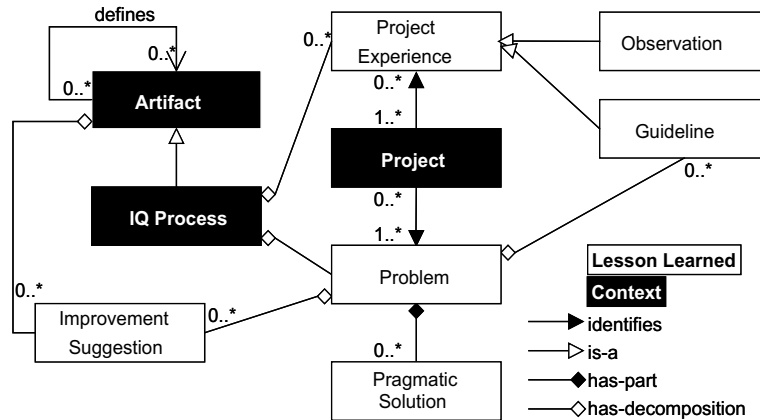 defines
0..*
0..*
Artifact
0..*
Project
Experience
Observation
0..*
1..*
Guideline
Project
0..*
IQ Process
0..*
1..*
Problem
Lesson Learned
Context
0..*
0..*
Improvement
Suggestion
identifies
is-a
0..*
Pragmatic
Solution
has-part
has-decomposition